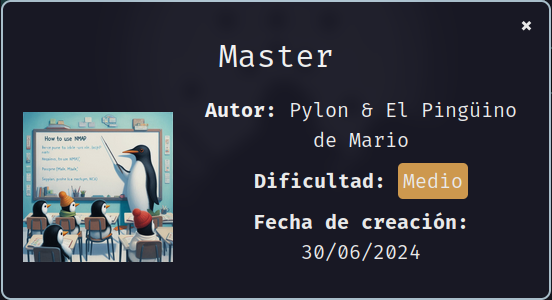 ×
Master
Autor: Pylon & El Pingüino
de Mario
Dificultad: Medio
Fecha de creación:
30/06/2024
How to use NMAP